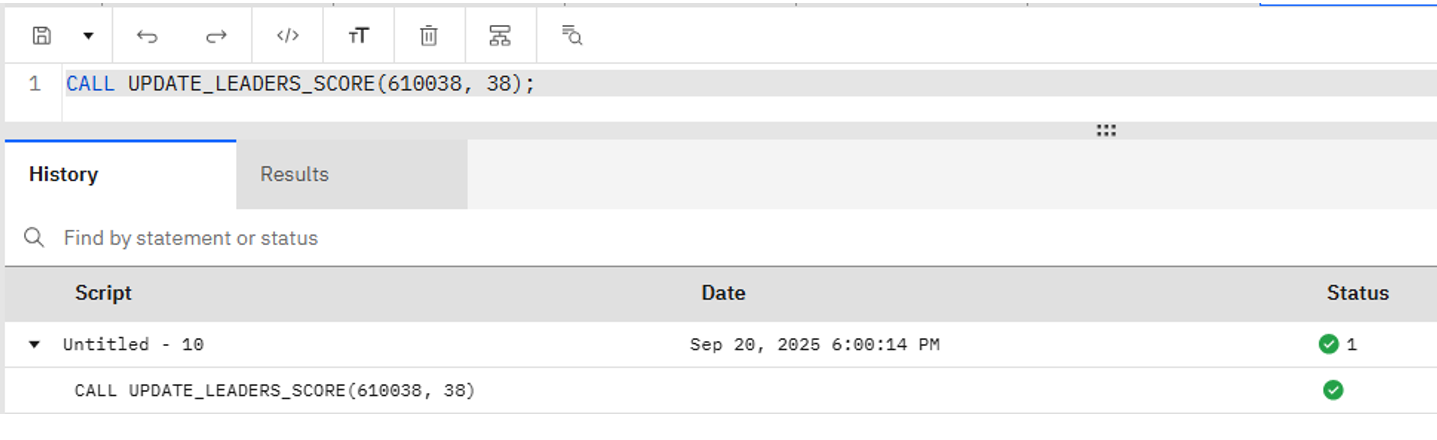 </>
TT
1 CALL UPDATE_LEADERS_SCORE(610038, 38);
History Results
Find by statement or status
Script Date Status
Untitled - 10 Sep 20, 2025 6:00:14 PM 1
CALL UPDATE_LEADERS_SCORE(610038, 38)